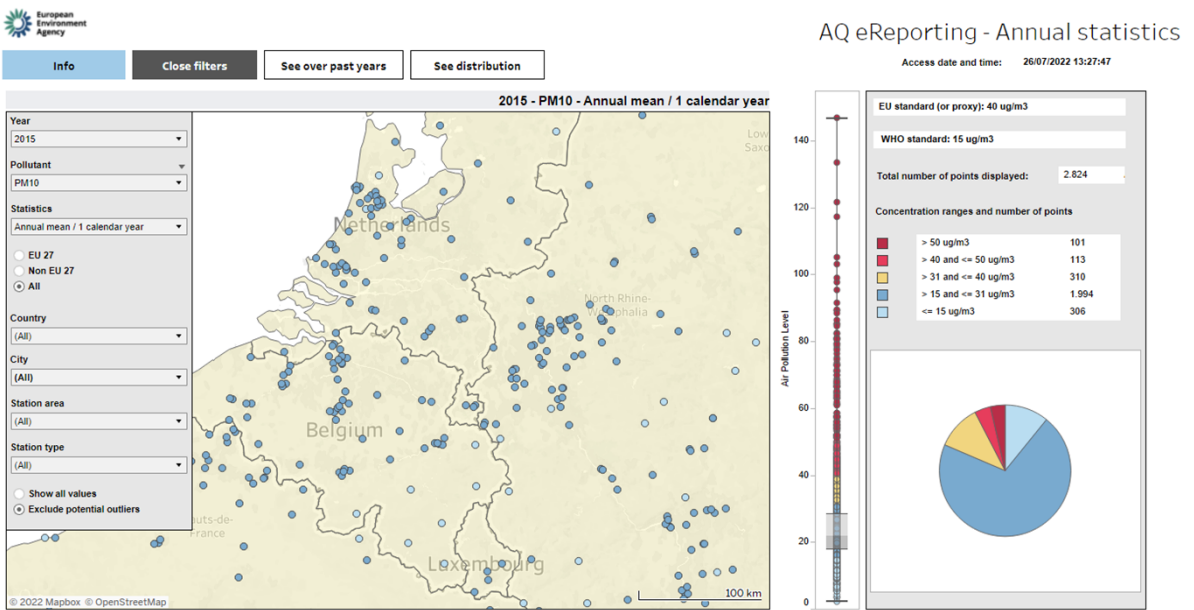 European
Environment
Agency
AQ eReporting - Annual statistics
Access date and time: 26/07/2022 13:27:47
Info
Close filters
See over past years
See distribution
2015 - PM10 - Annual mean / 1 calendar year
Year
2015
Pollutant
PM10
Statistics
Annual mean / 1 calendar year
EU 27
Non EU 27
All
Country
(All)
City
(All)
Station area
(All)
Station type
(All)
Show all values
Exclude potential outliers
Low
Saxo
Netherlands
North Rhine-
Westphalia
Belgium
auts-de-
France
Luxembourg
© 2022 Mapbox © OpenStreetMap
100 km
Air Pollution Level
140
120
100
80
60
40
20
0
EU standard (or proxy): 40 ug/m3
WHO standard: 15 ug/m3
Total number of points displayed: 2.824
Concentration ranges and number of points
> 50 ug/m3 101
> 40 and <= 50 ug/m3 113
> 31 and <= 40 ug/m3 310
> 15 and <= 31 ug/m3 1.994
<= 15 ug/m3 306